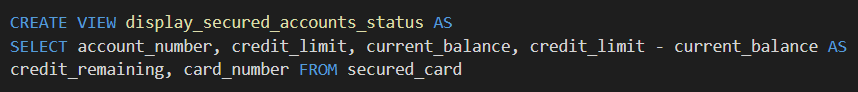 CREATE VIEW display_secured_accounts_status AS
SELECT account_number, credit_limit, current_balance, credit_limit - current_balance AS
credit_remaining, card_number FROM secured_card